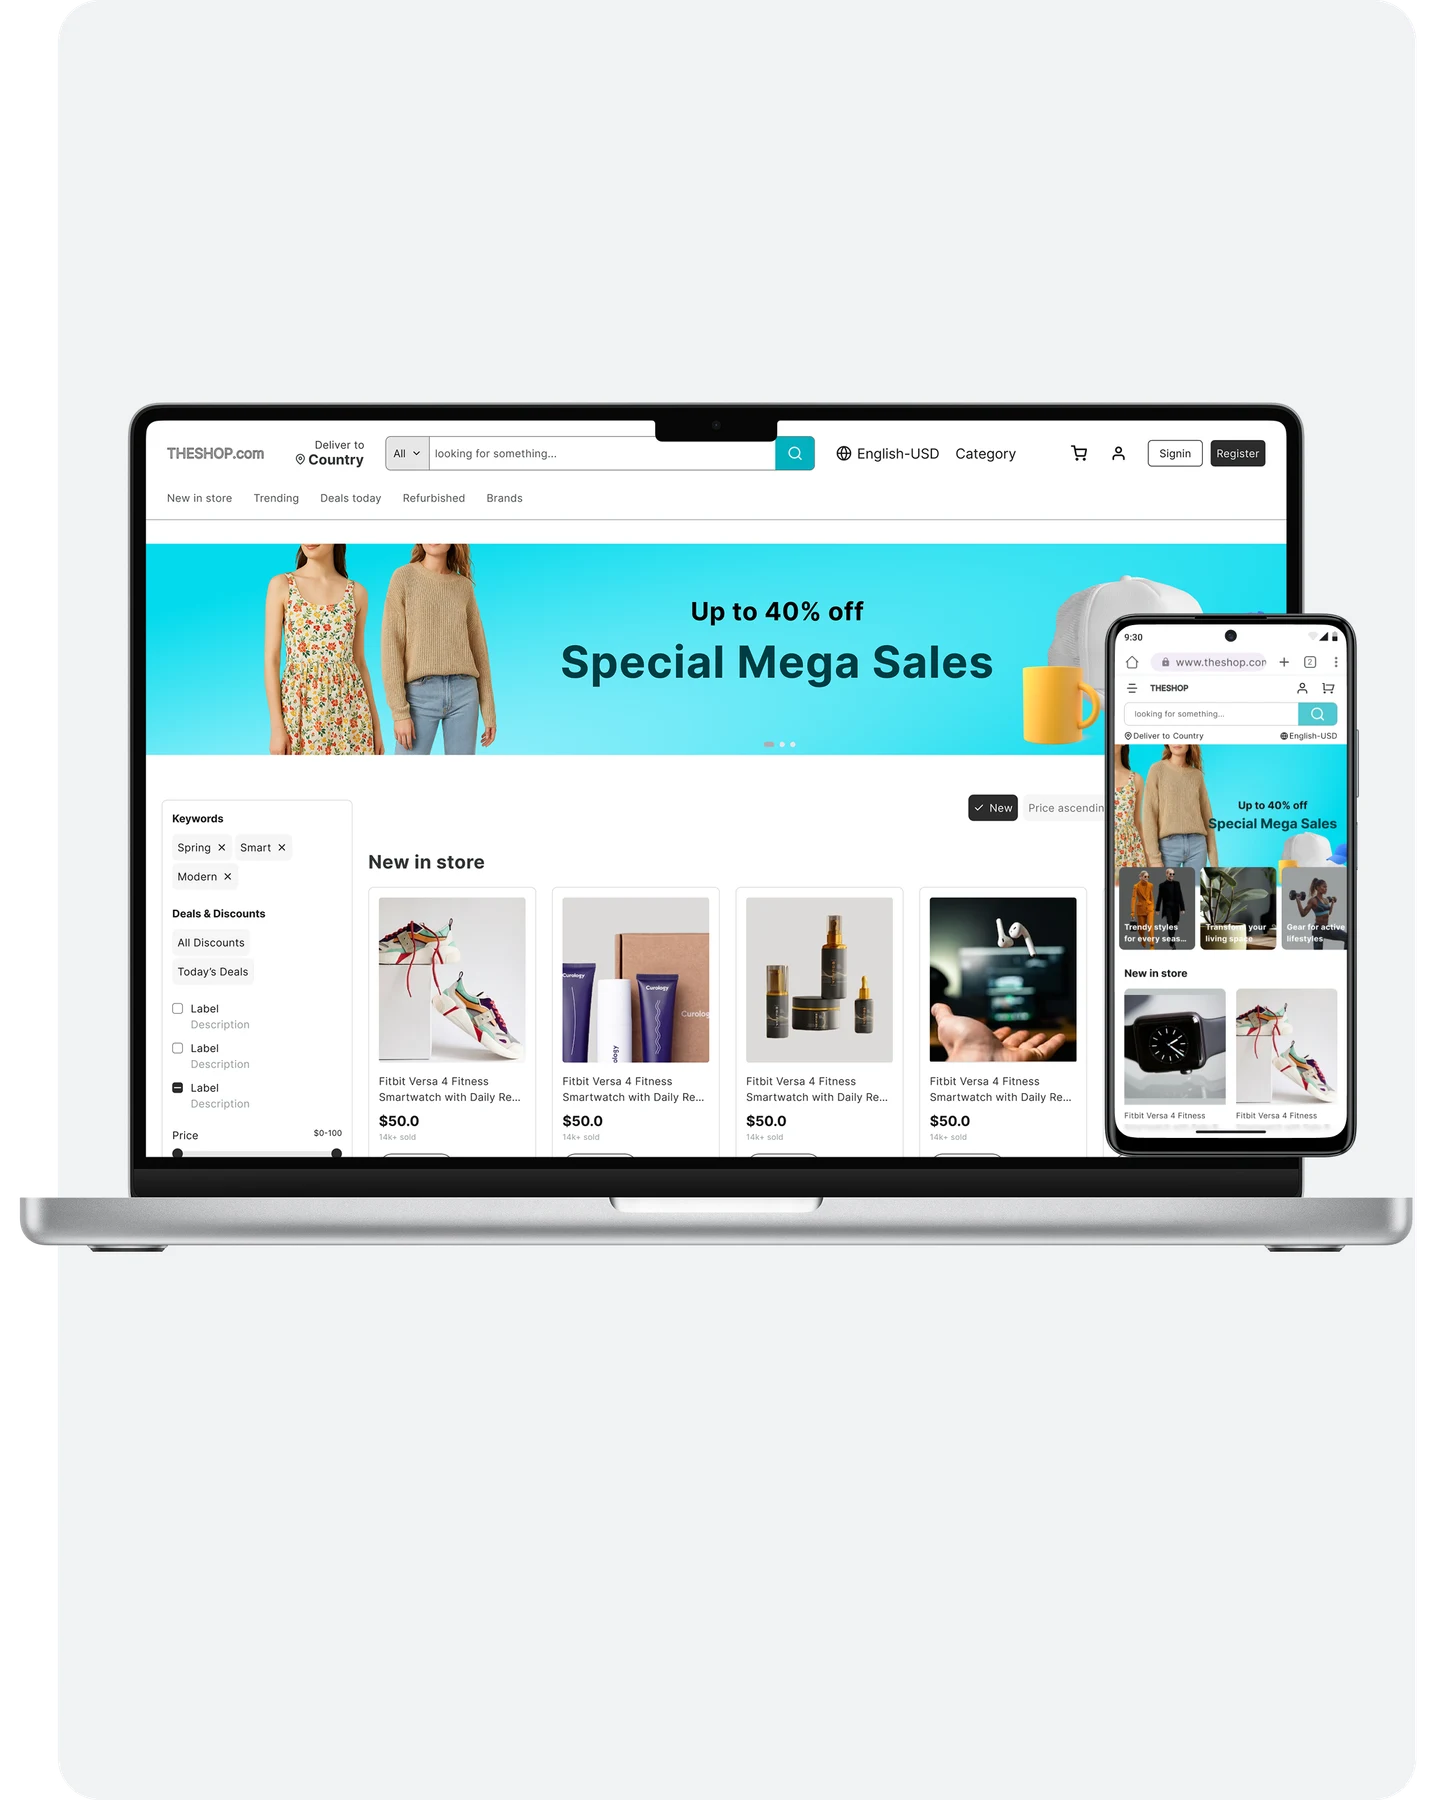 THESHOP.com
Deliver to
Country
All
looking for something...
English-USD
Category
Signin
Register
New in store
Trending
Deals today
Refurbished
Brands
Up to 40% off
Special Mega Sales
Keywords
Spring
Smart
Modern
Deals & Discounts
All Discounts
Today's Deals
Label
Description
Label
Description
Label
Description
Price
$0-100
New
Price ascendin
New in store
Curology
Curology
Fitbit Versa 4 Fitness
Smartwatch with Daily Re...
$50.0
14k+ sold
Fitbit Versa 4 Fitness
Smartwatch with Daily Re...
$50.0
14k+ sold
Fitbit Versa 4 Fitness
Smartwatch with Daily Re...
$50.0
14k+ sold
Fitbit Versa 4 Fitness
Smartwatch with Daily Re...
$50.0
14k+ sold
9:30
www.theshop.com
2
THESHOP
looking for something...
Deliver to Country
English-USD
Up to 40% off
Special Mega Sales
Trendy styles
for every seas...
Transform your
living space
Gear for active
lifestyles
New in store
Fitbit Versa 4 Fitness
Fitbit Versa 4 Fitness